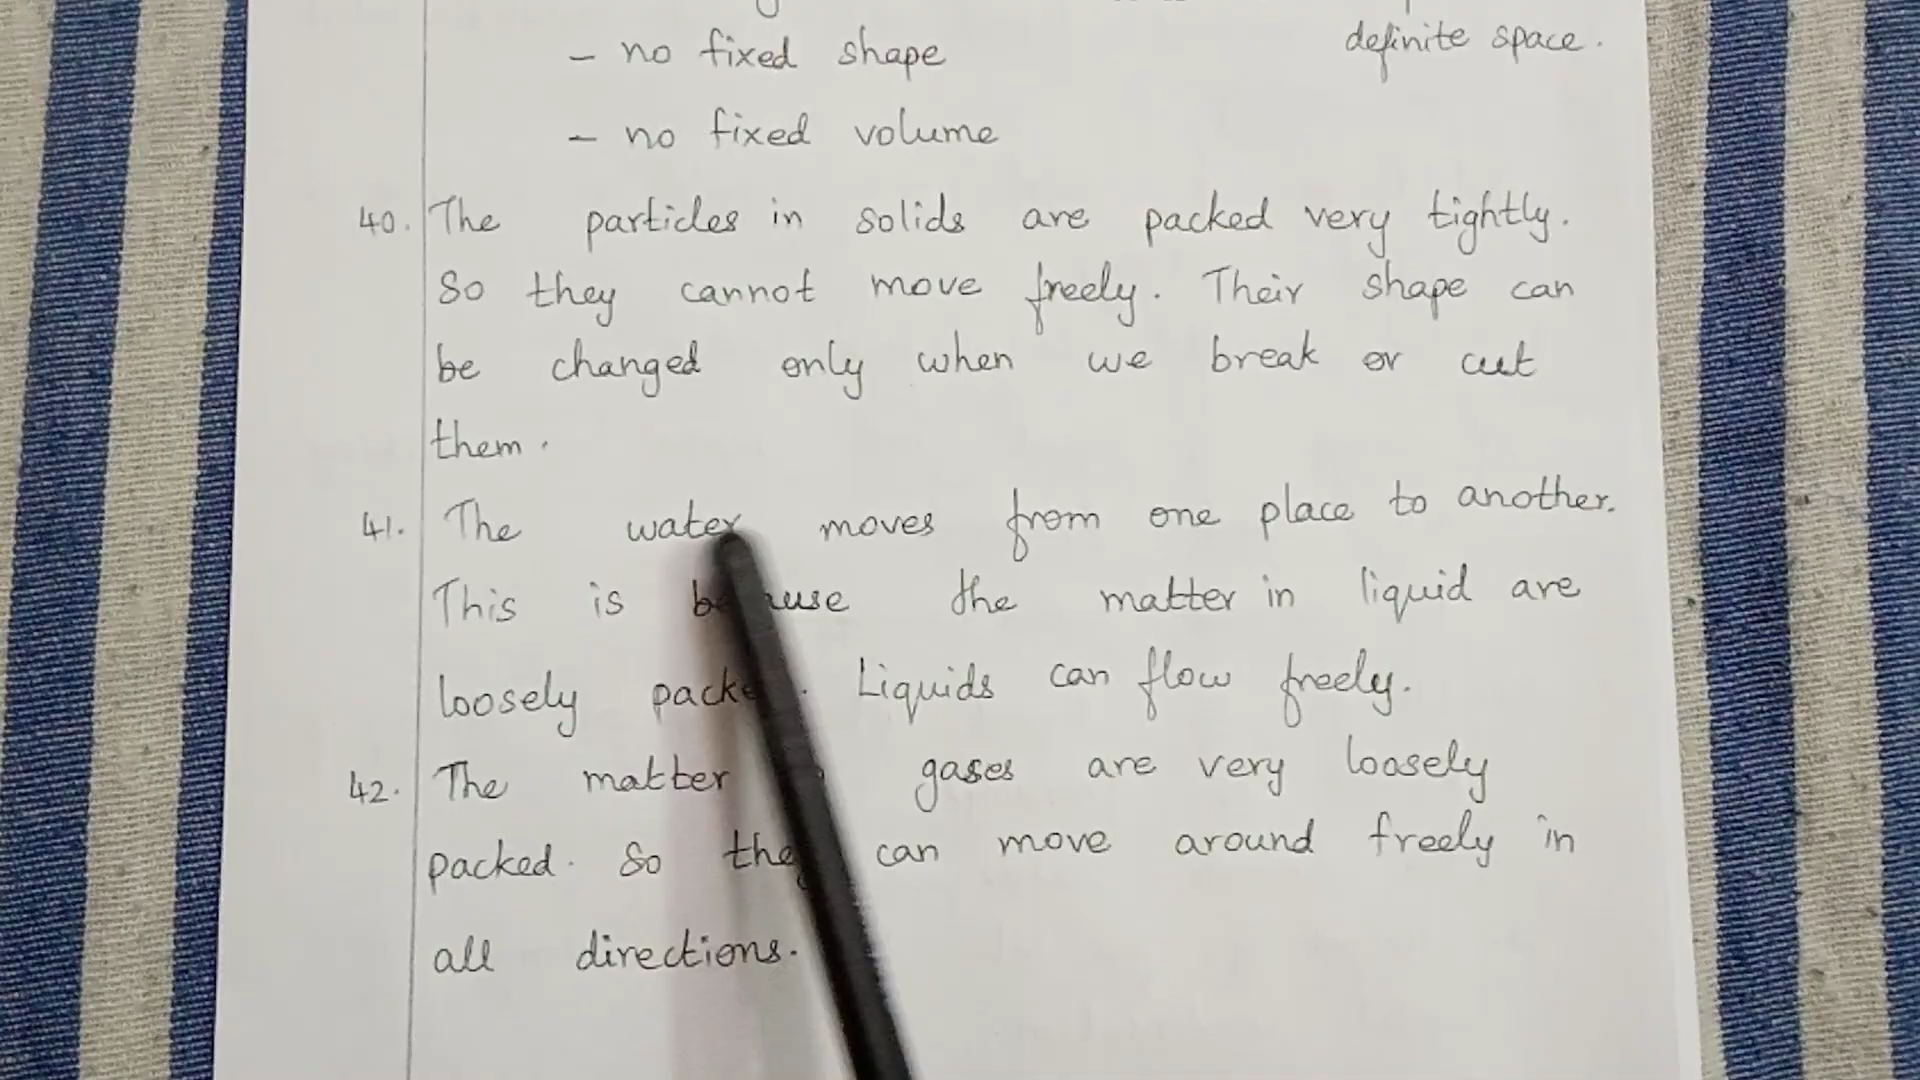 definite space.
- no fixed shape
- no fixed volume
40. The particles in solids are packed very tightly.
So they cannot move freely. Their shape can
be changed only when we break or cut
them.
41. The water moves from one place to another.
This is because the matter in liquid are
loosely packed. Liquids can flow freely.
42. The matter gases are very loosely
packed. So they can move around freely in
all directions.